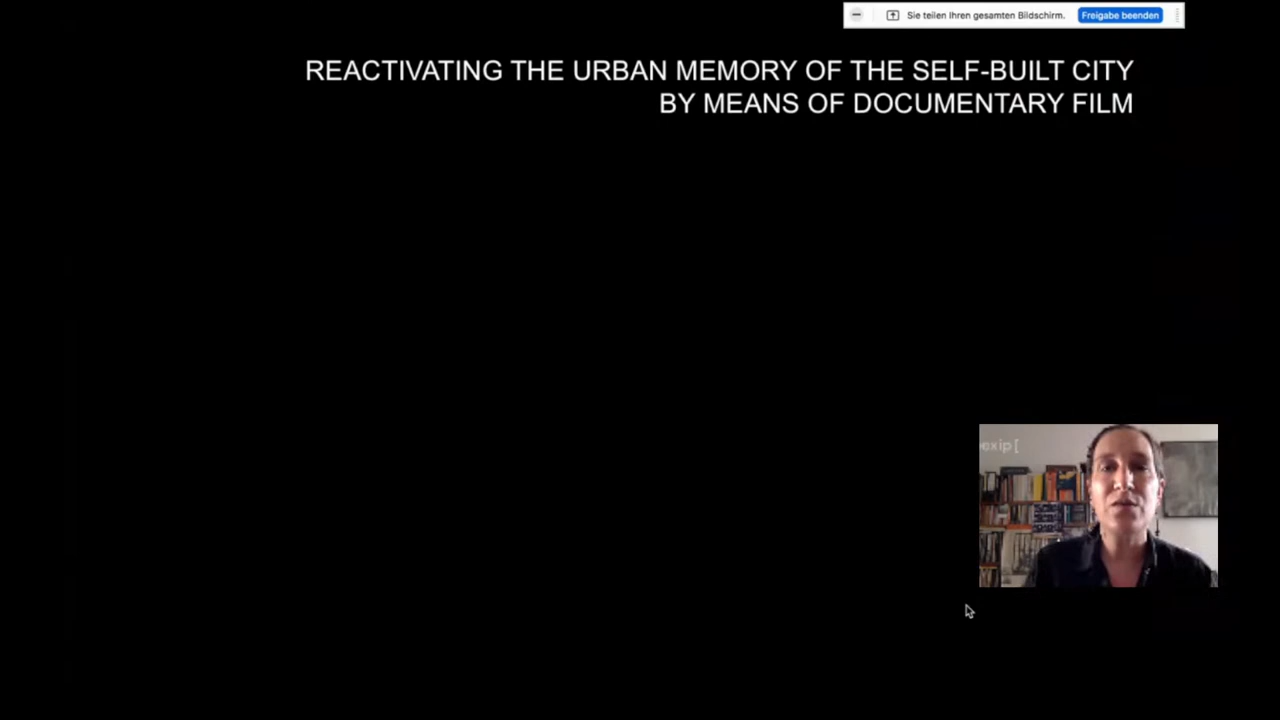 Sie teilen Ihren gesamten Bildschirm. Freigabe beenden
REACTIVATING THE URBAN MEMORY OF THE SELF-BUILT CITY
BY MEANS OF DOCUMENTARY FILM
exip[